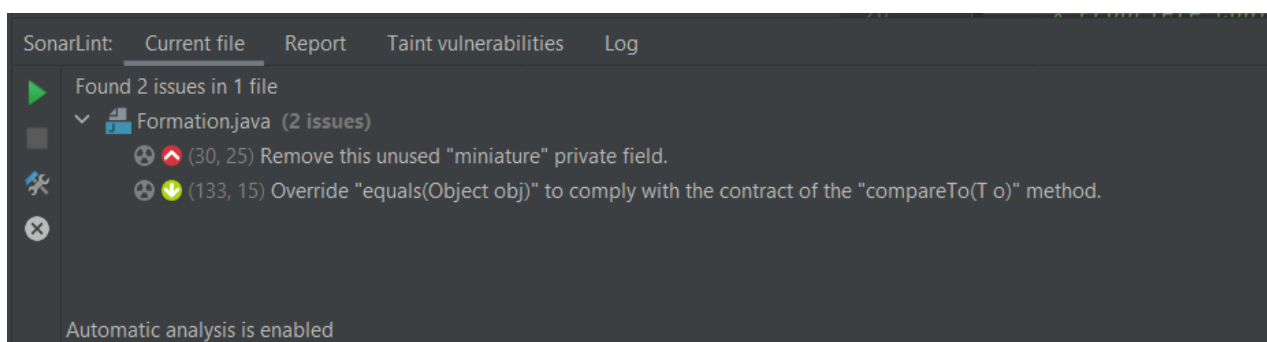 SonarLint: Current file Report Taint vulnerabilities Log
Found 2 issues in 1 file
Formation.java (2 issues)
(30, 25) Remove this unused "miniature" private field.
(133, 15) Override "equals(Object obj)" to comply with the contract of the "compareTo(T o)" method.
Automatic analysis is enabled